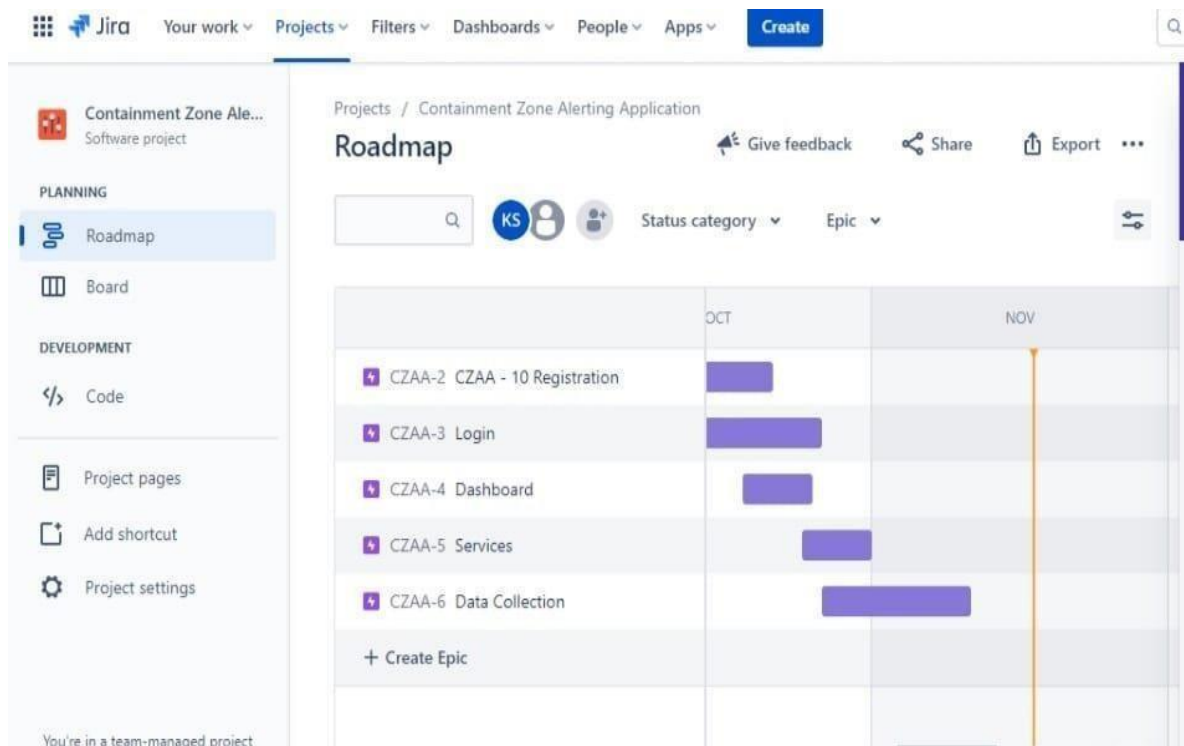 Jira Your work Projects Filters Dashboards People Apps Create
Containment Zone Ale...
Software project
PLANNING
Roadmap
Board
DEVELOPMENT
Code
Project pages
Add shortcut
Project settings
You're in a team-managed project
Projects / Containment Zone Alerting Application
Roadmap
Give feedback Share Export
KS Status category Epic
OCT NOV
CZAA-2 CZAA - 10 Registration
CZAA-3 Login
CZAA-4 Dashboard
CZAA-5 Services
CZAA-6 Data Collection
+ Create Epic